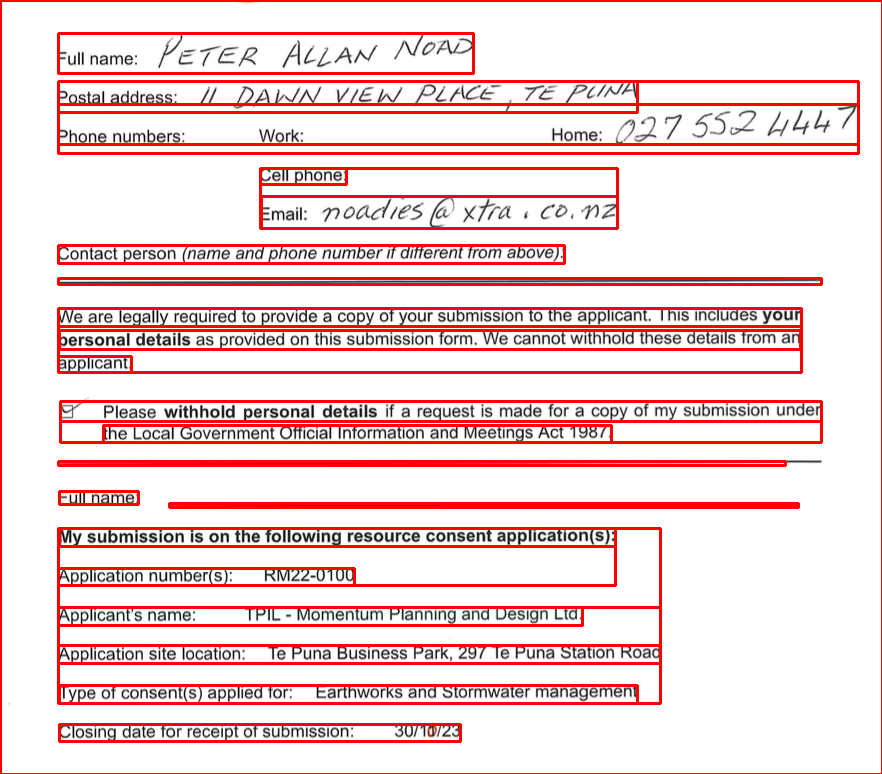 Full name: PETER ALLAN NOAD
Postal address: 11 DAWN VIEW PLACE, TE PUNA
Phone numbers: Work: Home: 027 552 4447
Cell phone:
Email: noadies@xtra.co.nz
Contact person (name and phone number if different from above):
We are legally required to provide a copy of your submission to the applicant. This includes your
personal details as provided on this submission form. We cannot withhold these details from an
applicant.
Please withhold personal details if a request is made for a copy of my submission under
the Local Government Official Information and Meetings Act 1987.
Full name:
My submission is on the following resource consent application(s):
Application number(s): RM22-0100
Applicant's name: TPIL - Momentum Planning and Design Ltd.
Application site location: Te Puna Business Park, 297 Te Puna Station Road
Type of consent(s) applied for: Earthworks and Stormwater management
Closing date for receipt of submission: